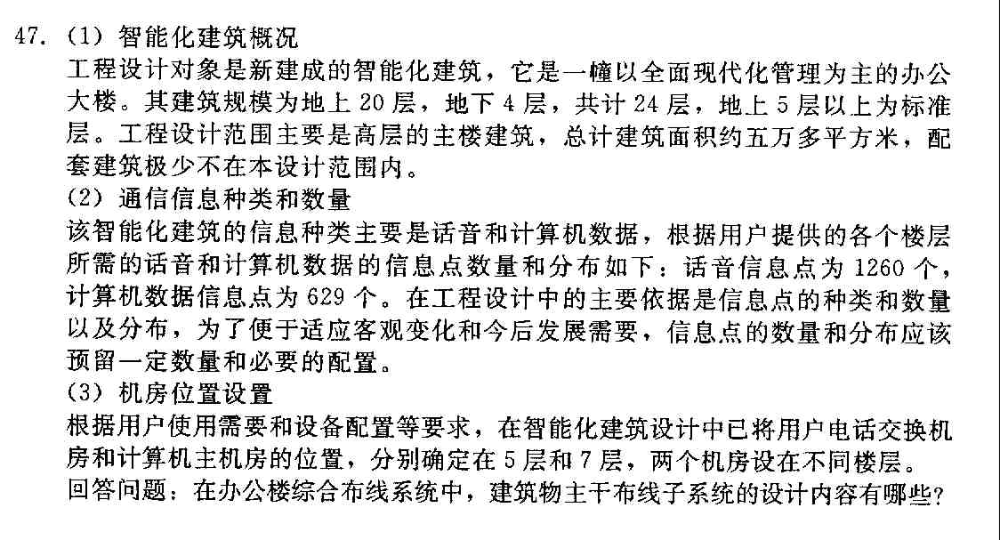 47. (1) 智能化建筑概况
工程设计对象是新建成的智能化建筑，它是一幢以全面现代化管理为主的办公
大楼。其建筑规模为地上 20 层，地下 4 层，共计 24 层，地上 5 层以上为标准
层。工程设计范围主要是高层的主楼建筑，总计建筑面积约五万多平方米，配
套建筑极少不在本设计范围内。
(2) 通信信息种类和数量
该智能化建筑的信息种类主要是话音和计算机数据，根据用户提供的各个楼层
所需的话音和计算机数据的信息点数量和分布如下：话音信息点为 1260 个，
计算机数据信息点为 629 个。在工程设计中的主要依据是信息点的种类和数量
以及分布，为了便于适应客观变化和今后发展需要，信息点的数量和分布应该
预留一定数量和必要的配置。
(3) 机房位置设置
根据用户使用需要和设备配置等要求，在智能化建筑设计中已将用户电话交换机
房和计算机主机房的位置，分别确定在 5 层和 7 层，两个机房设在不同楼层。
回答问题：在办公楼综合布线系统中，建筑物主干布线子系统的设计内容有哪些?